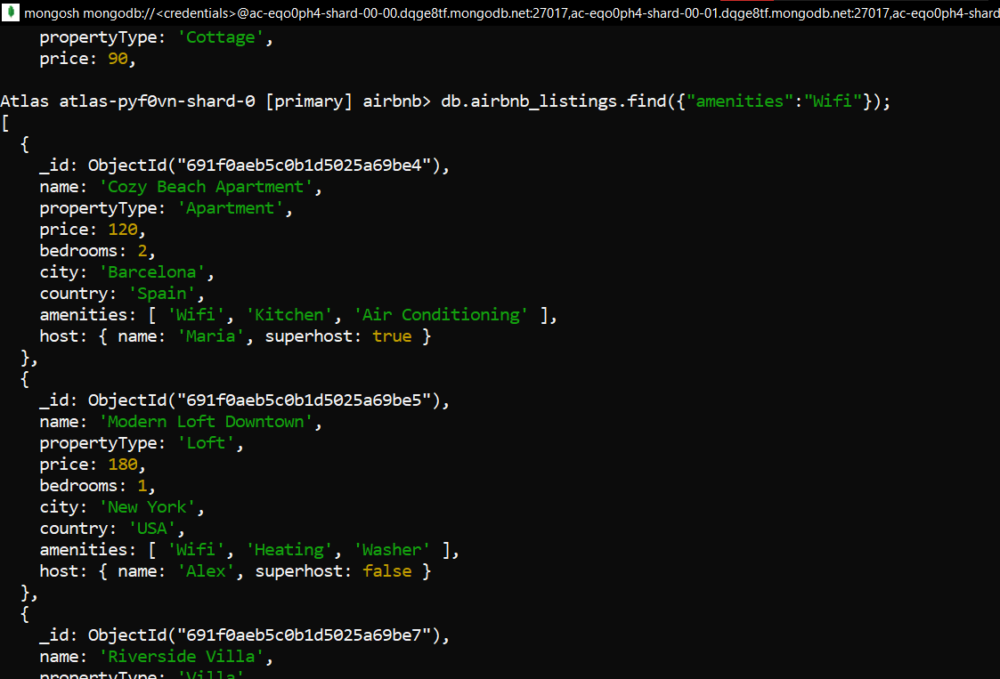 mongosh mongodb://<credentials>@ac-eqo0ph4-shard-00-00.dqge8tf.mongodb.net:27017,ac-eqo0ph4-shard-00-01.dqge8tf.mongodb.net:27017,ac-eqo0ph4-shard
    propertyType: 'Cottage',
    price: 90,
Atlas atlas-pyf0vn-shard-0 [primary] airbnb> db.airbnb_listings.find({"amenities":"Wifi"});
[
  {
    _id: ObjectId("691f0aeb5c0b1d5025a69be4"),
    name: 'Cozy Beach Apartment',
    propertyType: 'Apartment',
    price: 120,
    bedrooms: 2,
    city: 'Barcelona',
    country: 'Spain',
    amenities: [ 'Wifi', 'Kitchen', 'Air Conditioning' ],
    host: { name: 'Maria', superhost: true }
  },
  {
    _id: ObjectId("691f0aeb5c0b1d5025a69be5"),
    name: 'Modern Loft Downtown',
    propertyType: 'Loft',
    price: 180,
    bedrooms: 1,
    city: 'New York',
    country: 'USA',
    amenities: [ 'Wifi', 'Heating', 'Washer' ],
    host: { name: 'Alex', superhost: false }
  },
  {
    _id: ObjectId("691f0aeb5c0b1d5025a69be7"),
    name: 'Riverside Villa',
    propertyType: 'Villa'